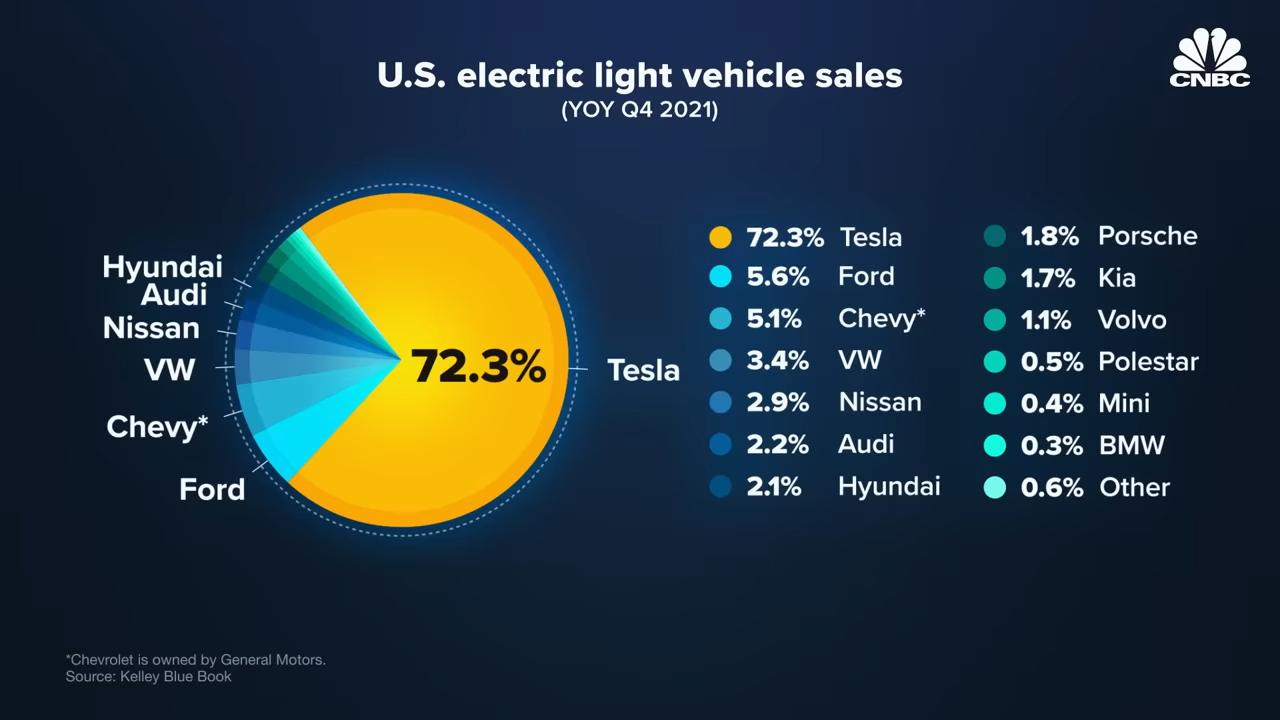 CNBC
U.S. electric light vehicle sales
(YOY Q4 2021)
Hyundai
Audi
Nissan
VW
Chevy*
Ford
72.3%
Tesla
72.3% Tesla
5.6% Ford
5.1% Chevy*
3.4% VW
2.9% Nissan
2.2% Audi
2.1% Hyundai
1.8% Porsche
1.7% Kia
1.1% Volvo
0.5% Polestar
0.4% Mini
0.3% BMW
0.6% Other
*Chevrolet is owned by General Motors.
Source: Kelley Blue Book